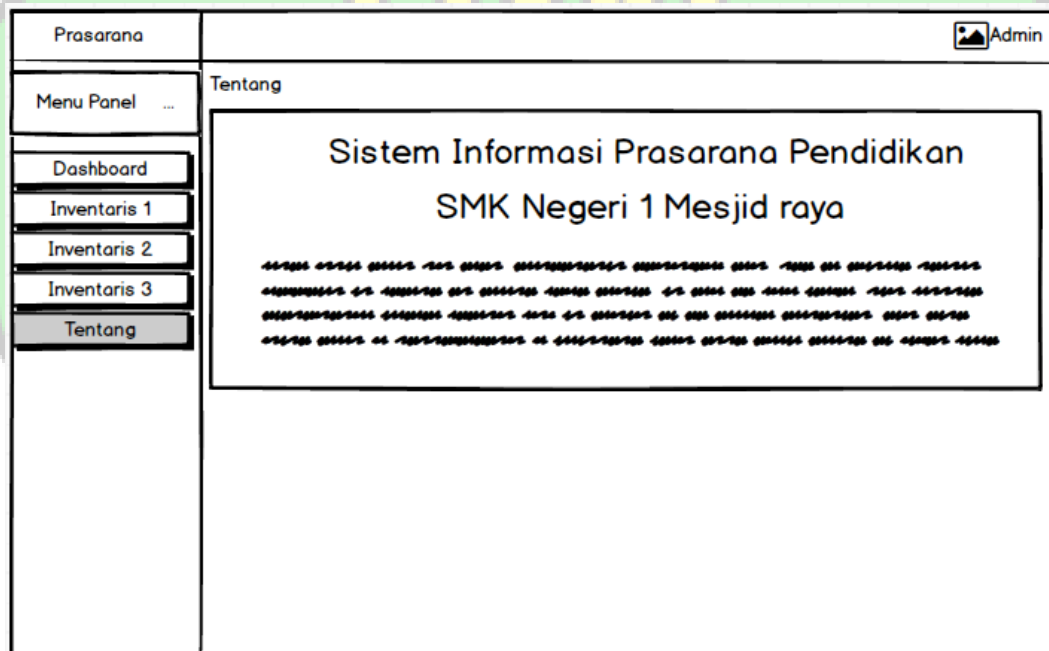 Prasarana
Admin
Menu Panel ...
Dashboard
Inventaris 1
Inventaris 2
Inventaris 3
Tentang
Tentang
Sistem Informasi Prasarana Pendidikan
SMK Negeri 1 Mesjid raya